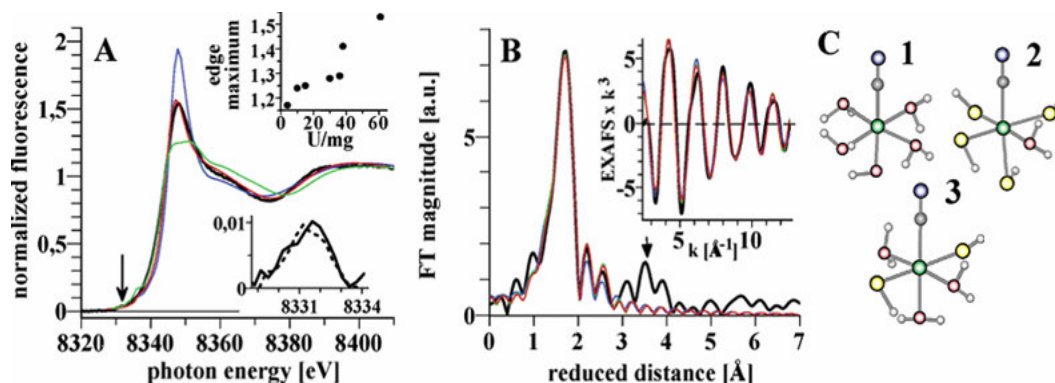 A
normalized fluorescence
2
1,5
1
0,5
0
8320 8340 8360 8380 8400
photon energy [eV]
edge
maximum
1,5
1,4
1,3
1,2
0 20 40 60
U/mg
0,01
0
8331 8334
B
FT magnitude [a.u.]
5
0
0 1 2 3 4 5 6 7
reduced distance [Å]
EXAFS x k³
5
0
-5
5 10
k [Å⁻¹]
C
1
2
3